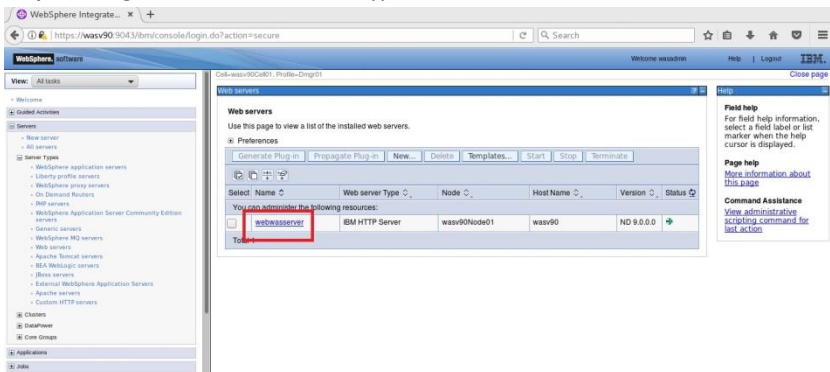 WebSphere Integrate...
https://wasv90:9043/ibm/console/login.do?action=secure
Search
WebSphere. software
Welcome wasadmin
Help | Logout
IBM.
Cell=wasv90Cell01, Profile=Dmgr01
Close page
View: All tasks
Welcome
Guided Activities
Servers
New server
All servers
Server Types
WebSphere application servers
Liberty profile servers
WebSphere proxy servers
On Demand Routers
PHP servers
WebSphere Application Server Community Edition
servers
Generic servers
WebSphere MQ servers
Web servers
Apache Tomcat servers
BEA WebLogic servers
JBoss servers
External WebSphere Application Servers
Apache servers
Custom HTTP servers
Clusters
DataPower
Core Groups
Applications
Jobs
Web servers
Web servers
Use this page to view a list of the installed web servers.
Preferences
Generate Plug-in Propagate Plug-in New... Delete Templates... Start Stop Terminate
Select Name Web server Type Node Host Name Version Status
You can administer the following resources:
webwasserver IBM HTTP Server wasv90Node01 wasv90 ND 9.0.0.0
Total 1
Help
Field help
For field help information,
select a field label or list
marker when the help
cursor is displayed.
Page help
More information about
this page
Command Assistance
View administrative
scripting command for
last action